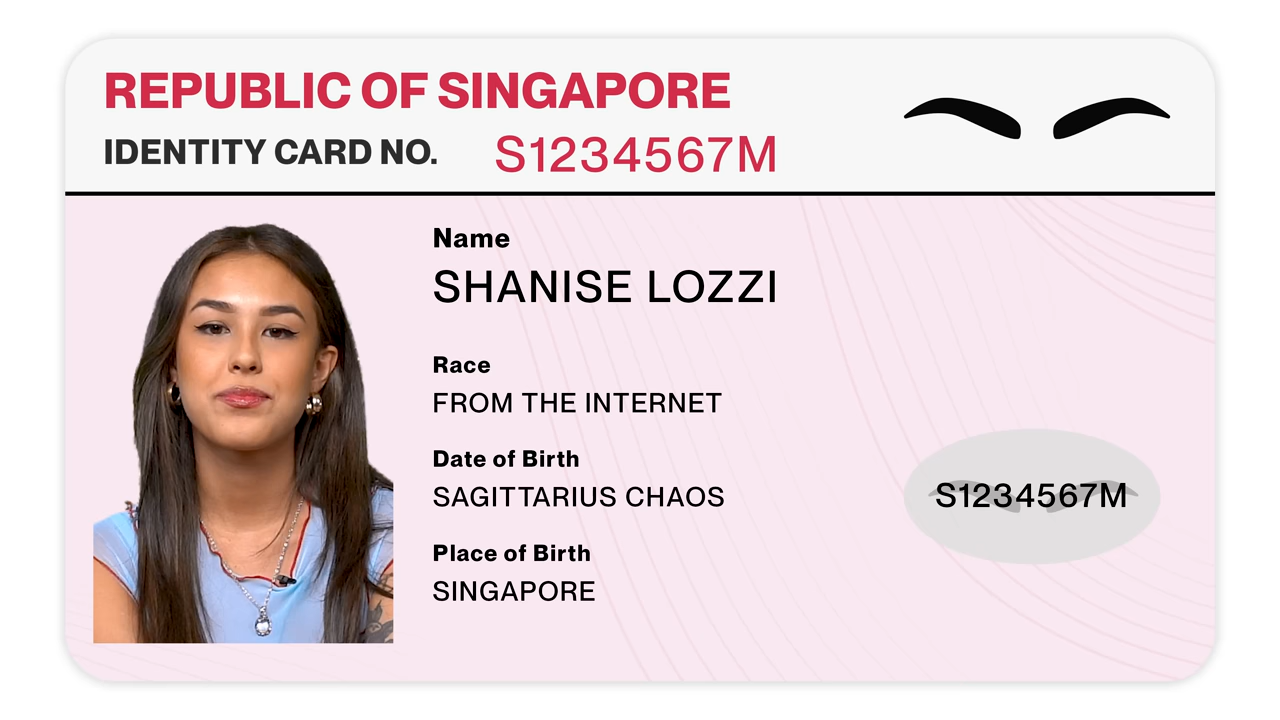 REPUBLIC OF SINGAPORE
IDENTITY CARD NO. S1234567M
Name
SHANISE LOZZI
Race
FROM THE INTERNET
Date of Birth
SAGITTARIUS CHAOS
S1234567M
Place of Birth
SINGAPORE